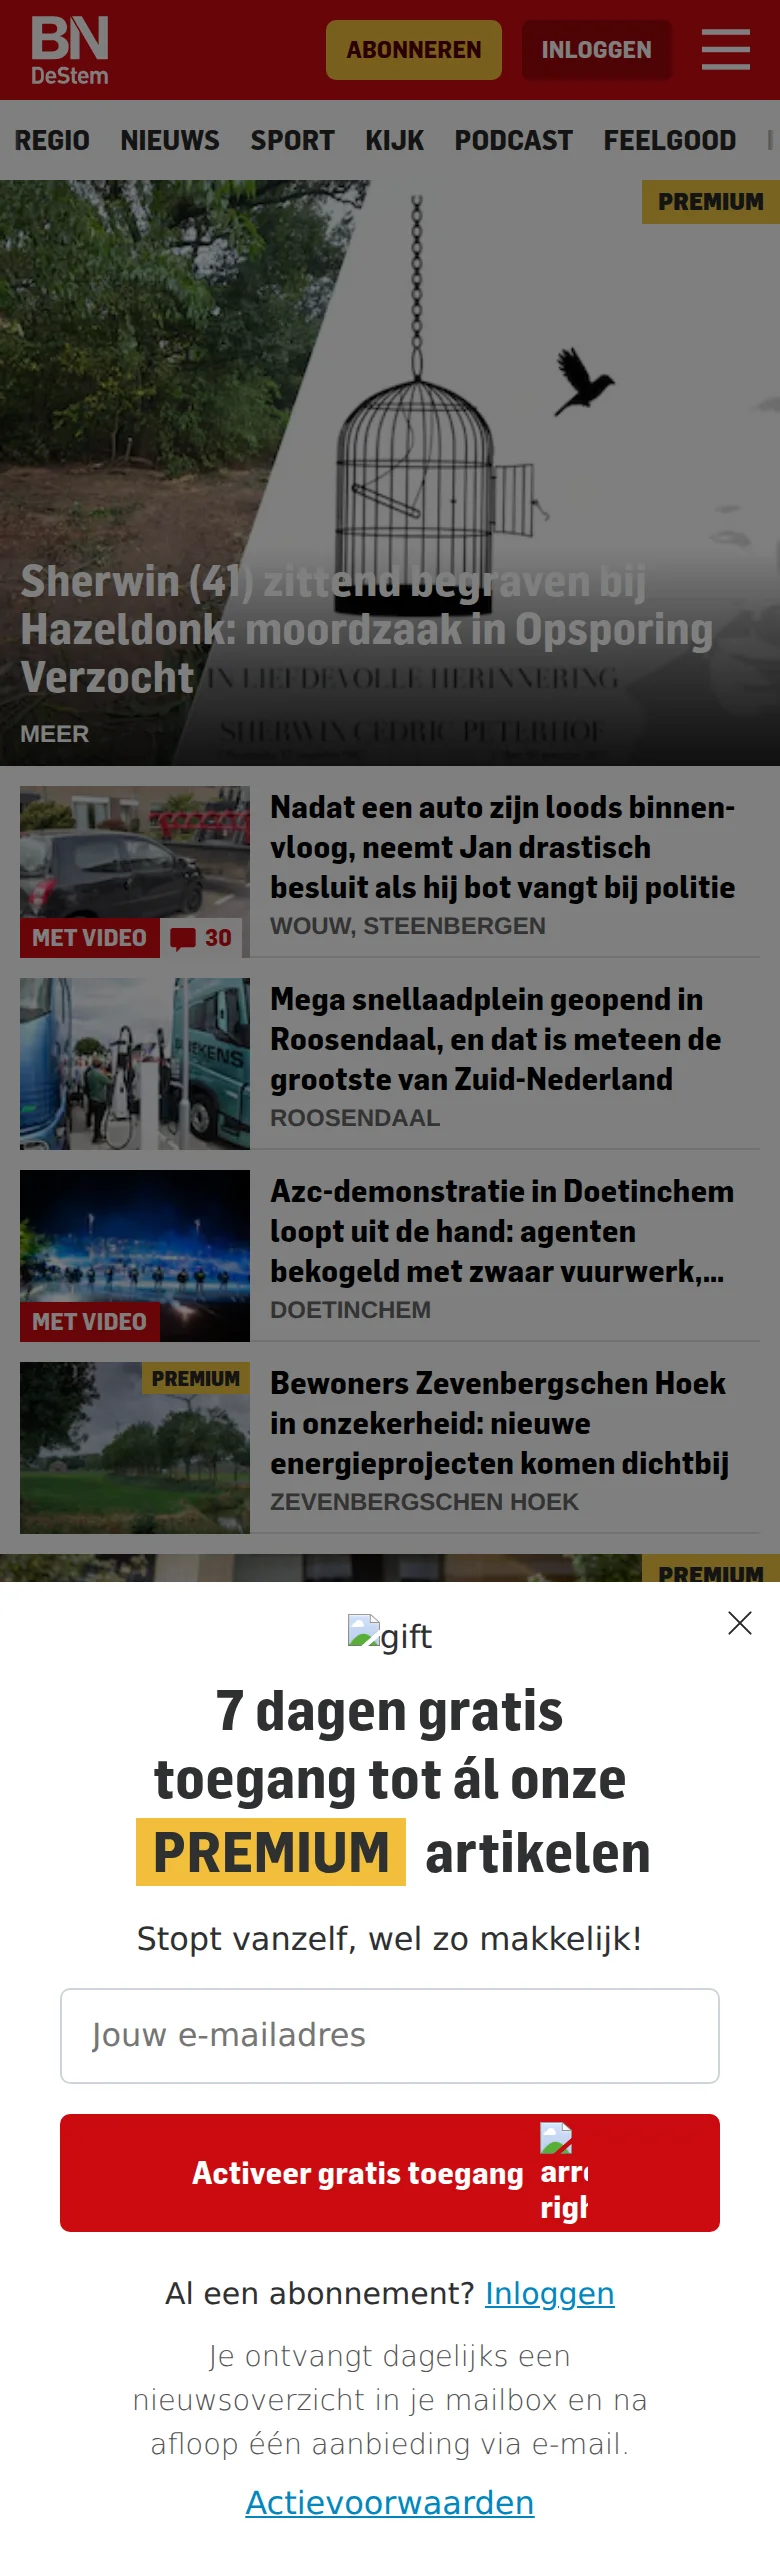 BN
DeStem
ABONNEREN
INLOGGEN
REGIO NIEUWS SPORT KIJK PODCAST FEELGOOD
PREMIUM
Sherwin (41) zittend begraven bij
Hazeldonk: moordzaak in Opsporing
Verzocht
IN LIEFDEVOLLE HERINNERING
SHERWIN CEDRIC PETERHOF
MEER
Nadat een auto zijn loods binnen-
vloog, neemt Jan drastisch
besluit als hij bot vangt bij politie
MET VIDEO
30
WOUW, STEENBERGEN
Mega snellaadplein geopend in
Roosendaal, en dat is meteen de
grootste van Zuid-Nederland
ROOSENDAAL
Azc-demonstratie in Doetinchem
loopt uit de hand: agenten
bekogeld met zwaar vuurwerk,...
MET VIDEO
DOETINCHEM
PREMIUM
Bewoners Zevenbergschen Hoek
in onzekerheid: nieuwe
energieprojecten komen dichtbij
ZEVENBERGSCHEN HOEK
PREMIUM
gift
7 dagen gratis
toegang tot ál onze
PREMIUM artikelen
Stopt vanzelf, wel zo makkelijk!
Jouw e-mailadres
Activeer gratis toegang
Al een abonnement? Inloggen
Je ontvangt dagelijks een
nieuwsoverzicht in je mailbox en na
afloop één aanbieding via e-mail.
Actievoorwaarden